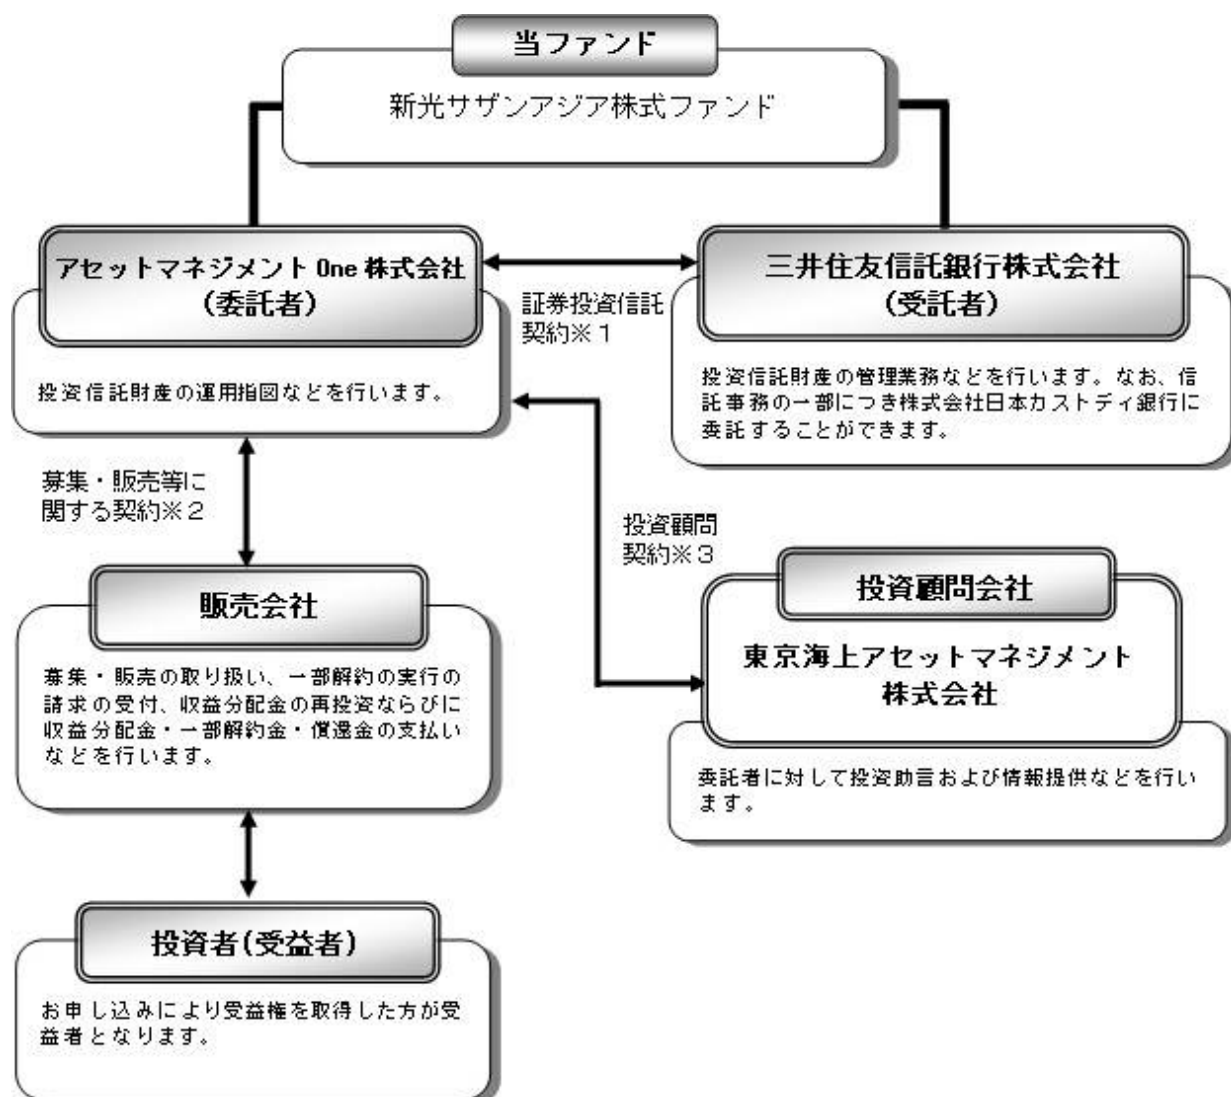 当ファンド
新光サザンアジア株式ファンド
アセットマネジメント One 株式会社
(委託者)
三井住友信託銀行株式会社
(受託者)
証券投資信託
契約※１
投資信託財産の運用指図などを行います。
投資信託財産の管理業務などを行います。なお、信
託事務の一部につき株式会社日本カストディ銀行に
委託することができます。
募集・販売等に
関する契約※２
投資顧問
契約※３
販売会社
募集・販売の取り扱い、一部解約の実行の
請求の受付、収益分配金の再投資ならびに
収益分配金・一部解約金・償還金の支払い
などを行います。
投資顧問会社
東京海上アセットマネジメント
株式会社
委託者に対して投資助言および情報提供などを行い
ます。
投資者(受益者)
お申し込みにより受益権を取得した方が受
益者となります。